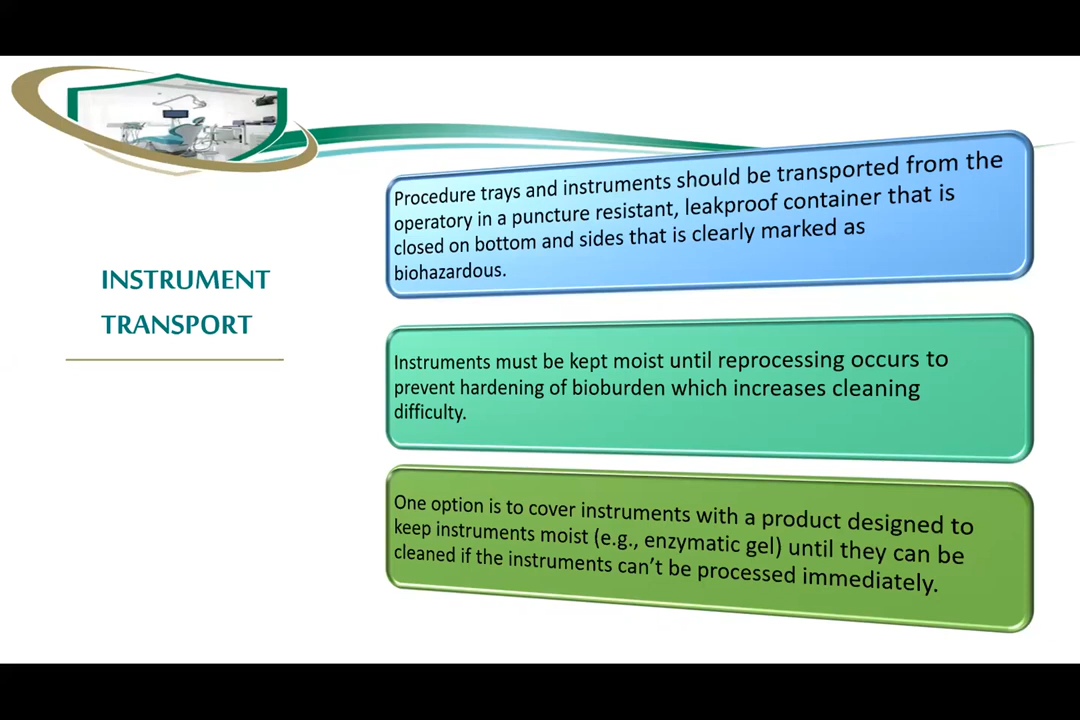 INSTRUMENT
TRANSPORT
Procedure trays and instruments should be transported from the
operatory in a puncture resistant, leakproof container that is
closed on bottom and sides that is clearly marked as
biohazardous.
Instruments must be kept moist until reprocessing occurs to
prevent hardening of bioburden which increases cleaning
difficulty.
One option is to cover instruments with a product designed to
keep instruments moist (e.g., enzymatic gel) until they can be
cleaned if the instruments can’t be processed immediately.